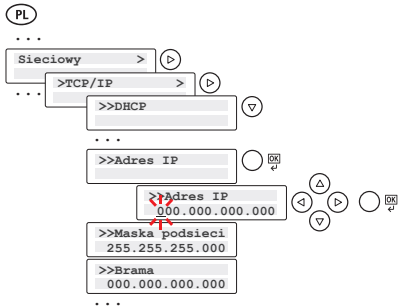 PL
...
Sieciowy >
...
>TCP/IP >
>>DHCP
...
>>Adres IP
OK
>>Adres IP
000.000.000.000
OK
>>Maska podsieci
255.255.255.000
>>Brama
000.000.000.000
...